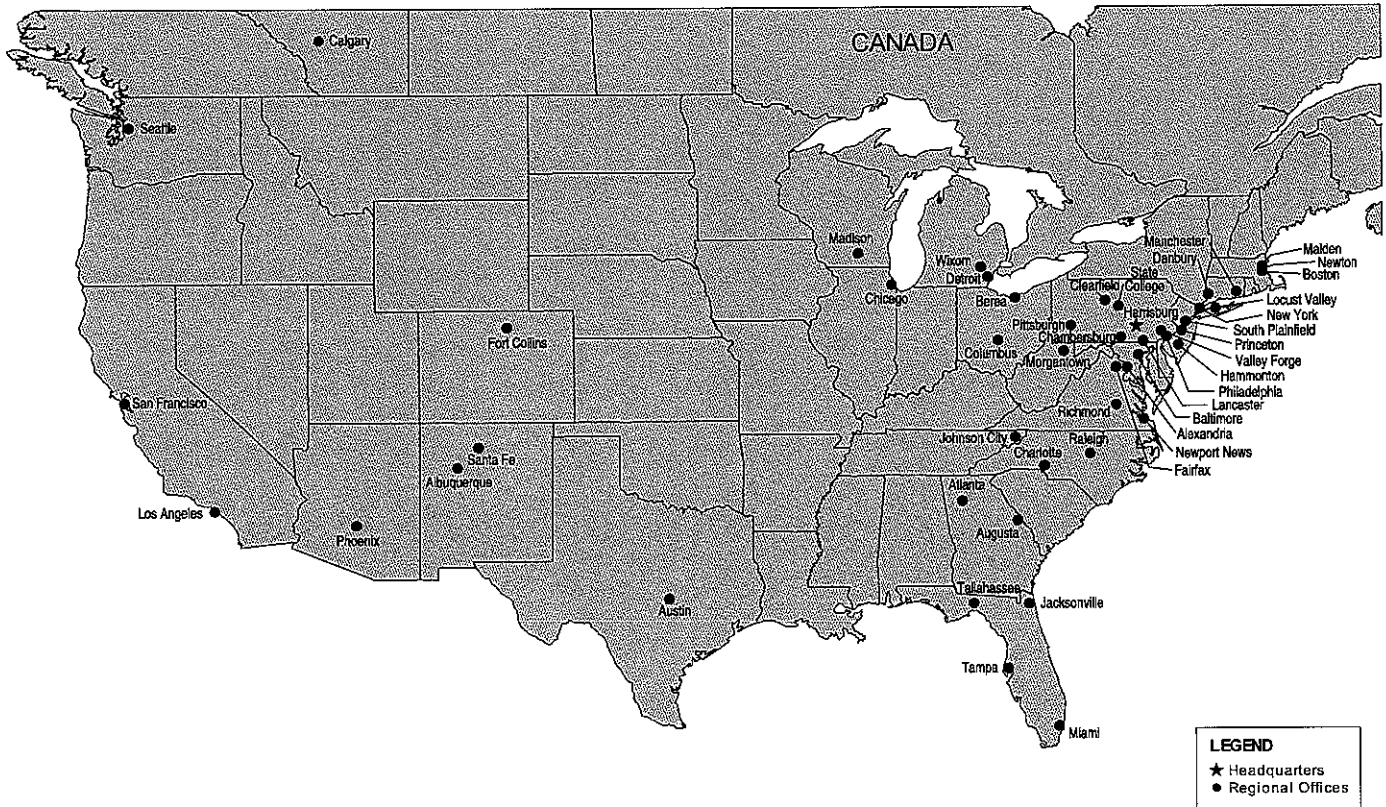 CANADA
Calgary
Seattle
Madison
Wixom
Detroit
Chicago
Berea
Manchester
Danbury
State
College
Clearfield
Harrisburg
Malden
Newton
Boston
Locust Valley
New York
South Plainfield
Princeton
Valley Forge
Hammonton
Philadelphia
Lancaster
Baltimore
Alexandria
Newport News
Fairfax
Fort Collins
Columbus
Pittsburgh
Chambersburg
Morgantown
Richmond
San Francisco
Santa Fe
Albuquerque
Johnson City
Charlotte
Raleigh
Los Angeles
Phoenix
Atlanta
Augusta
Austin
Tallahassee
Jacksonville
Tampa
Miami
LEGEND
★ Headquarters
● Regional Offices